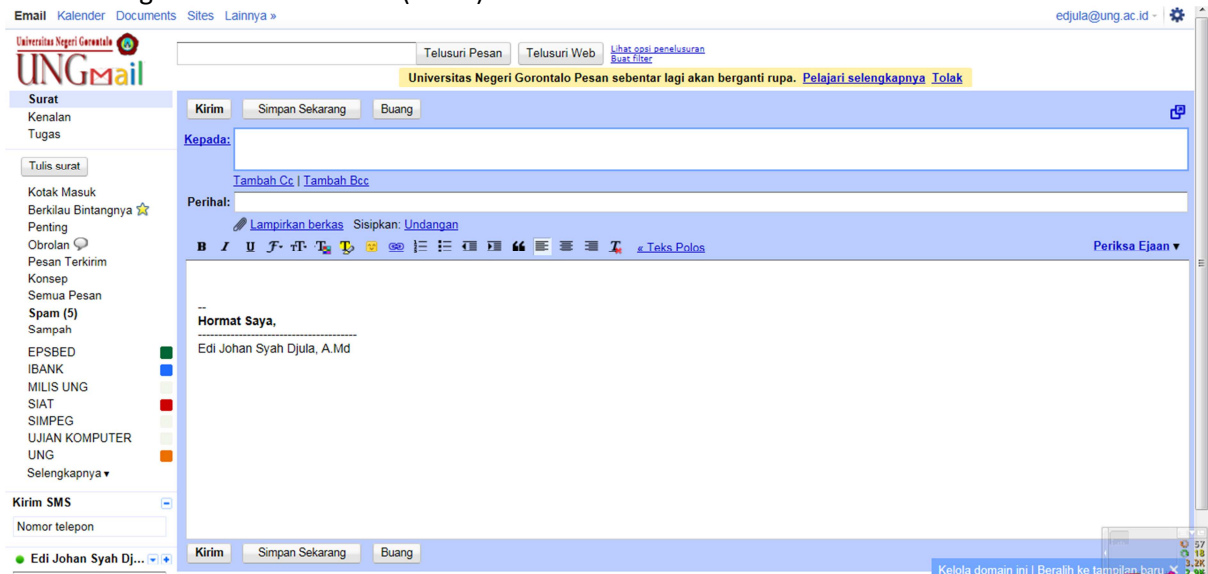 Email Kalender Documents Sites Lainnya » edjula@ung.ac.id
Universitas Negeri Gorontalo
UNGmail
Telusuri Pesan Telusuri Web Lihat opsi penelusuran
Buat filter
Universitas Negeri Gorontalo Pesan sebentar lagi akan berganti rupa. Pelajari selengkapnya Tolak
Surat
Kenalan
Tugas
Tulis surat
Kotak Masuk
Berkilau Bintangnya
Penting
Obrolan
Pesan Terkirim
Konsep
Semua Pesan
Spam (5)
Sampah
EPSBED
IBANK
MILIS UNG
SIAT
SIMPEG
UJIAN KOMPUTER
UNG
Selengkapnya ▾
Kirim SMS
Nomor telepon
Edi Johan Syah Dj...
Kirim Simpan Sekarang Buang
Kepada:
Tambah Cc | Tambah Bcc
Perihal:
Lampirkan berkas Sisipkan: Undangan
B I U « Teks Polos Periksa Ejaan ▾
--
Hormat Saya,
---------------------------------------
Edi Johan Syah Djula, A.Md
Kirim Simpan Sekarang Buang
Kelola domain ini | Beralih ke tampilan baru ×
57
18
3.2K